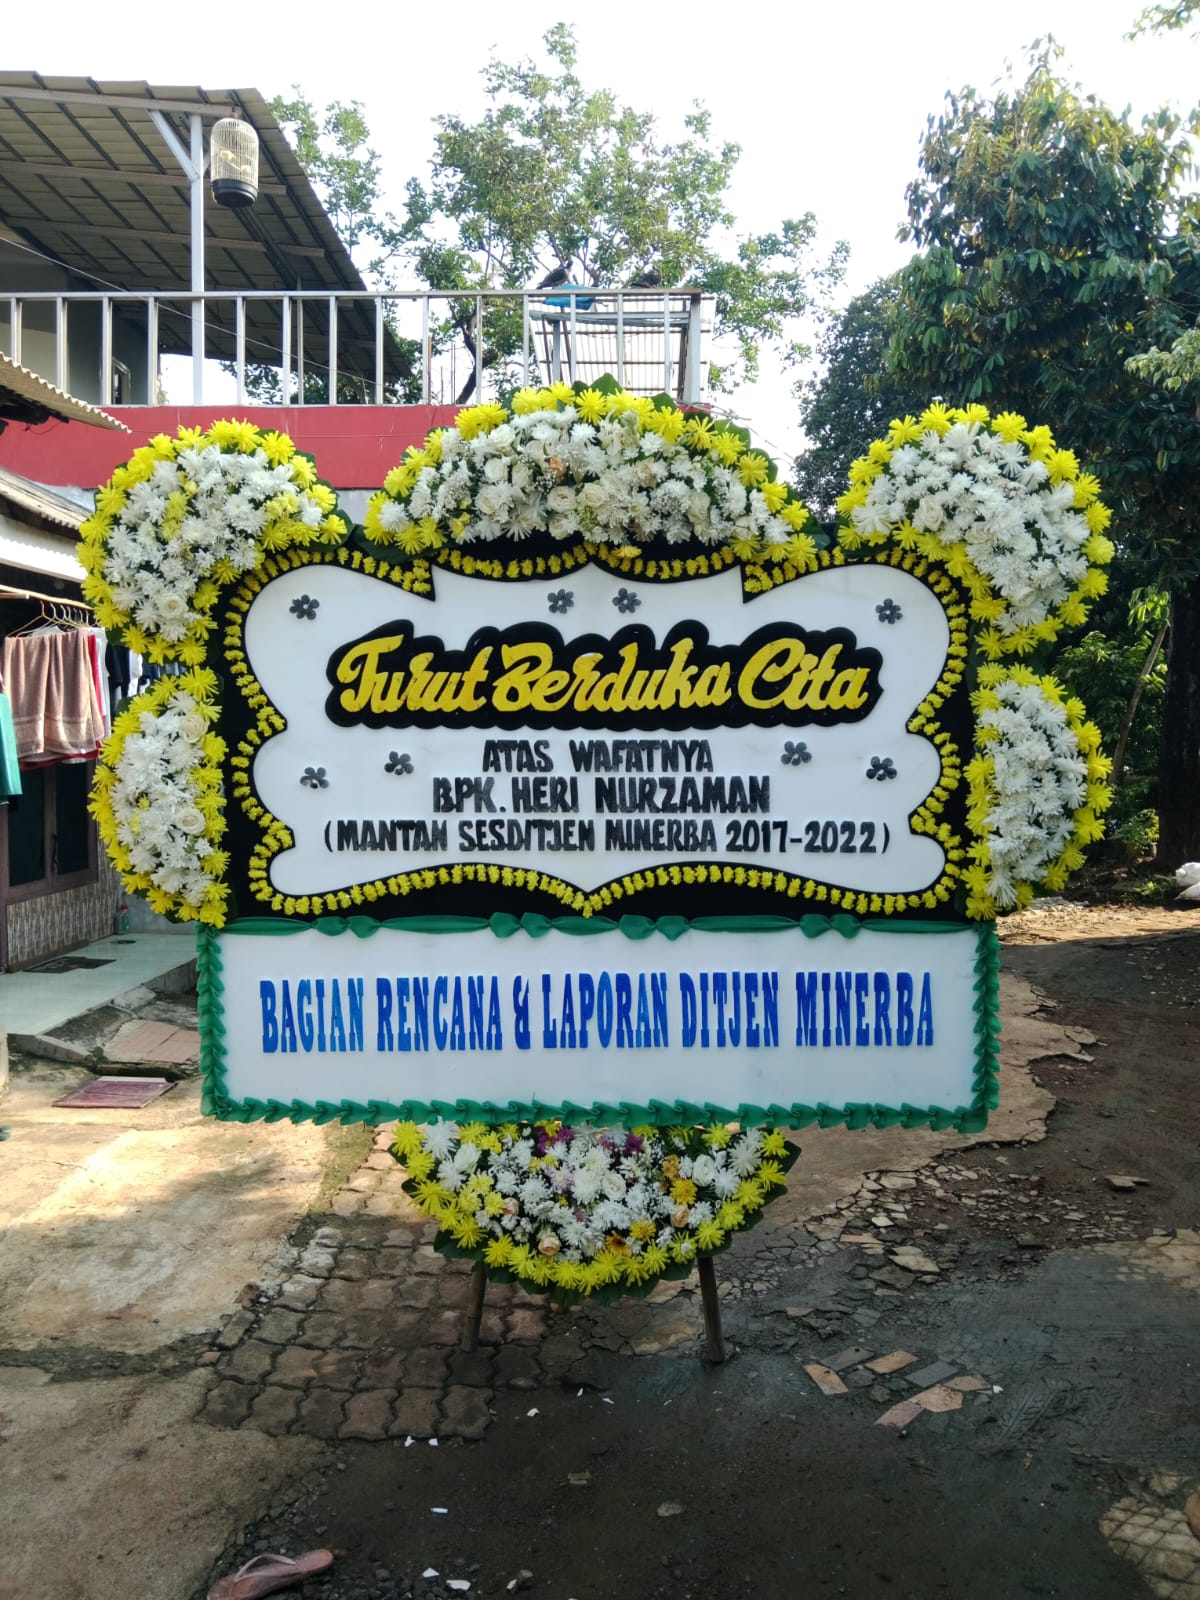 Turut Berduka Cita
ATAS WAFATNYA
BPK. HERI NURZAMAN
(MANTAN SESDITJEN MINERBA 2017-2022)
BAGIAN RENCANA & LAPORAN DITJEN MINERBA